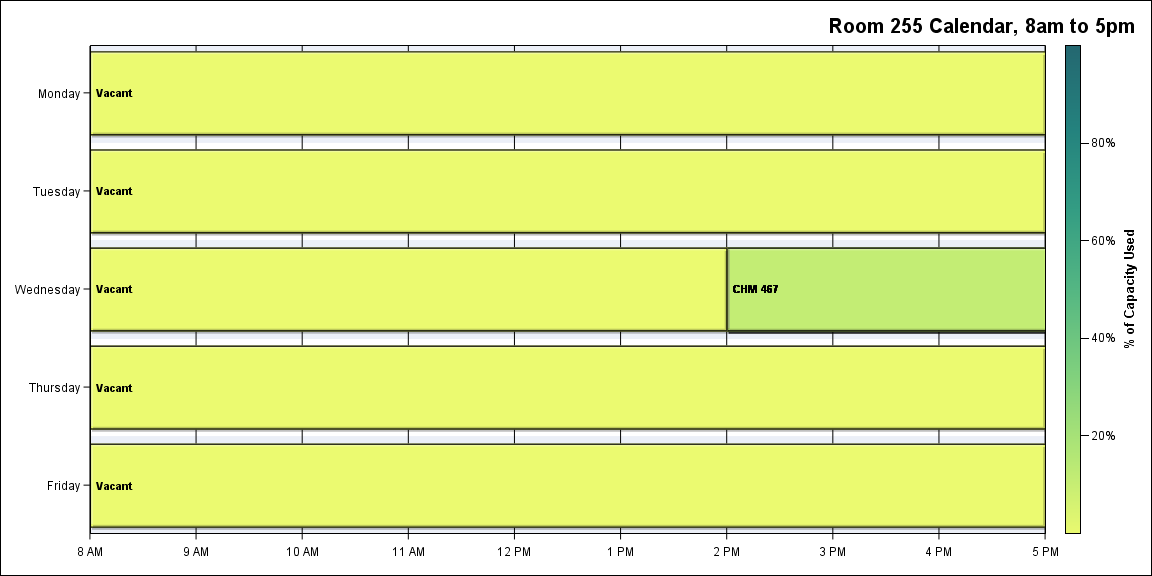 Room 255 Calendar, 8am to 5pm
Monday
Vacant
Tuesday
Vacant
Wednesday
Vacant
CHM 467
Thursday
Vacant
Friday
Vacant
8 AM 9 AM 10 AM 11 AM 12 PM 1 PM 2 PM 3 PM 4 PM 5 PM
80%
60%
40%
20%
% of Capacity Used